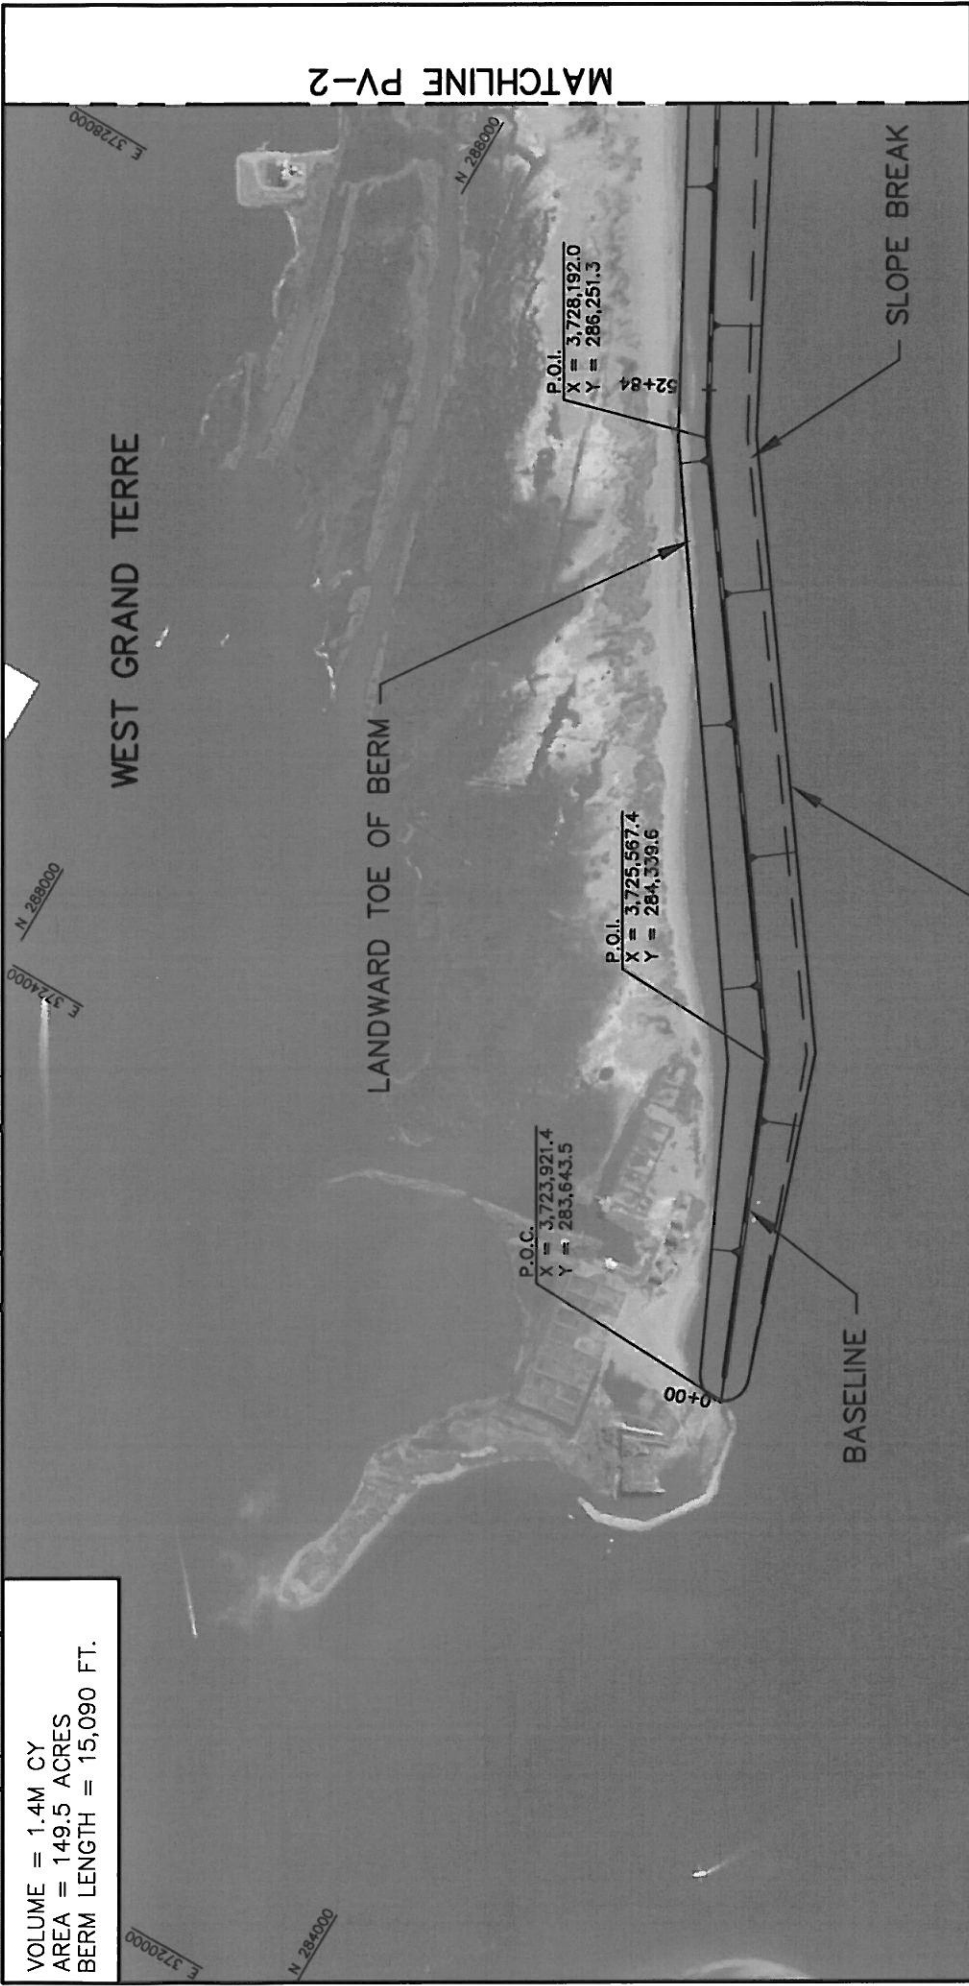 VOLUME = 1.4M CY
AREA = 149.5 ACRES
BERM LENGTH = 15,090 FT.
E 3720000
N 284000
E 3724000
N 288000
WEST GRAND TERRE
E 3728000
N 288000
MATCHLINE PV-2
LANDWARD TOE OF BERM
P.O.C.
X = 3,723,921.4
Y = 283,643.5
0+00
P.O.I.
X = 3,725,567.4
Y = 284,339.6
P.O.I.
X = 3,728,192.0
Y = 286,251.3
52+84
BASELINE
SLOPE BREAK